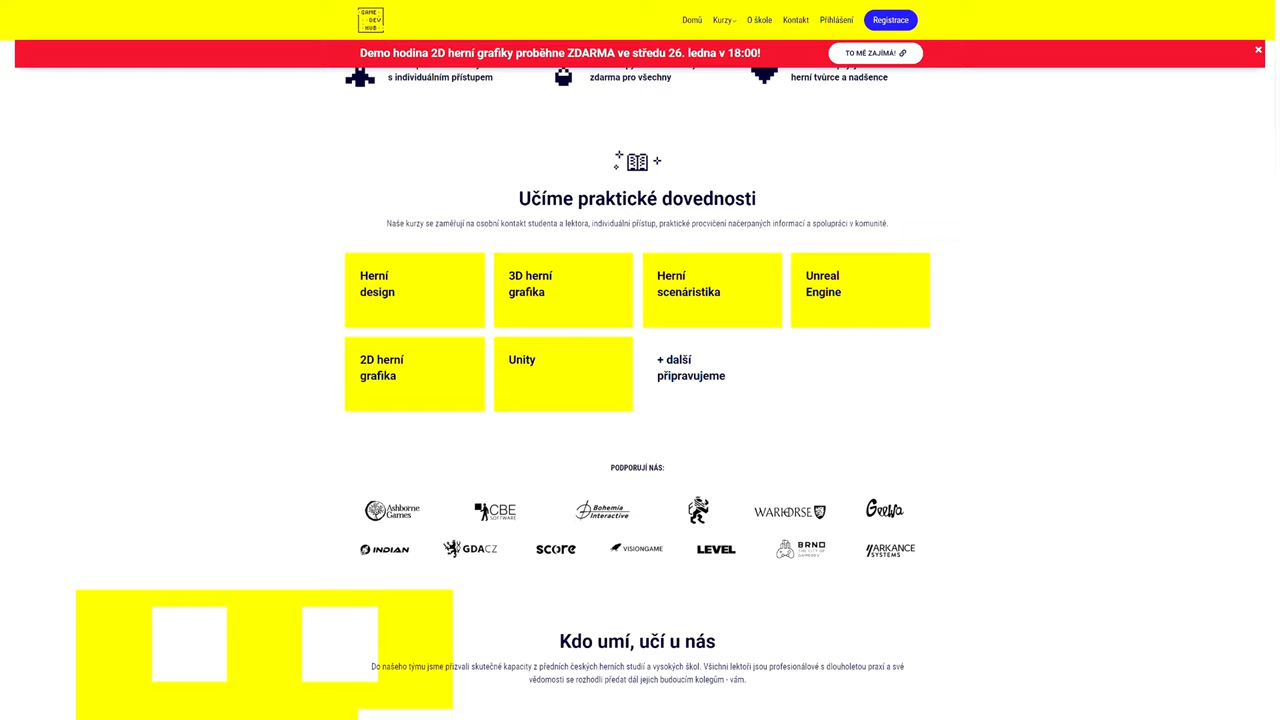 GAME
DEV
HUB
Domů Kurzy O škole Kontakt Přihlášení Registrace
Demo hodina 2D herní grafiky proběhne ZDARMA ve středu 26. ledna v 18:00! TO MĚ ZAJÍMÁ!
s individuálním přístupem
zdarma pro všechny
herní tvůrce a nadšence
Učíme praktické dovednosti
Naše kurzy se zaměřují na osobní kontakt studenta a lektora, individuální přístup, praktické procvičení načerpaných informací a spolupráci v komunitě.
Herní
design
3D herní
grafika
Herní
scenáristika
Unreal
Engine
2D herní
grafika
Unity
+ další
připravujeme
PODPORUJÍ NÁS:
Ashborne
Games
CBE
SOFTWARE
Bohemia
Interactive
WARHORSE
Geewa
INDIAN
GDACZ
SCORE
VISIONGAME
LEVEL
BRNO
THE CITY OF
GAMEDEV
YARKANCE
SYSTEMS
Kdo umí, učí u nás
Do našeho týmu jsme přizvali skutečné kapacity z předních českých herních studií a vysokých škol. Všichni lektoři jsou profesionálové s dlouholetou praxí a své
vědomosti se rozhodli předat dál jejich budoucím kolegům - vám.